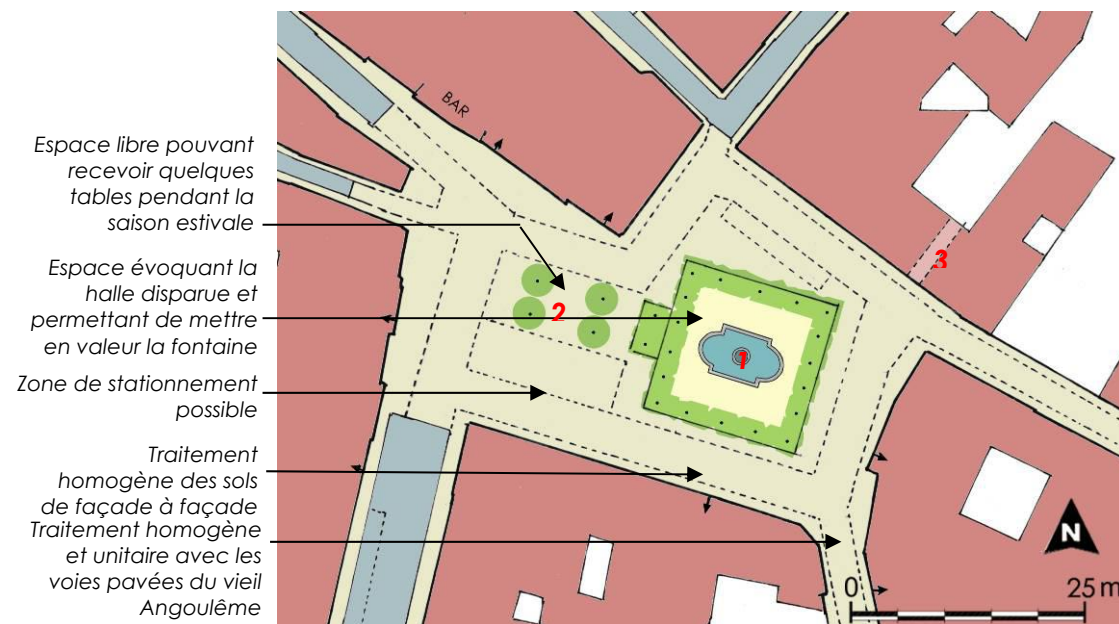 Espace libre pouvant
recevoir quelques
tables pendant la
saison estivale
Espace évoquant la
halle disparue et
permettant de mettre
en valeur la fontaine
Zone de stationnement
possible
Traitement
homogène des sols
de façade à façade
Traitement homogène
et unitaire avec les
voies pavées du vieil
Angoulême
BAR
3
2
1
N
0 25 m